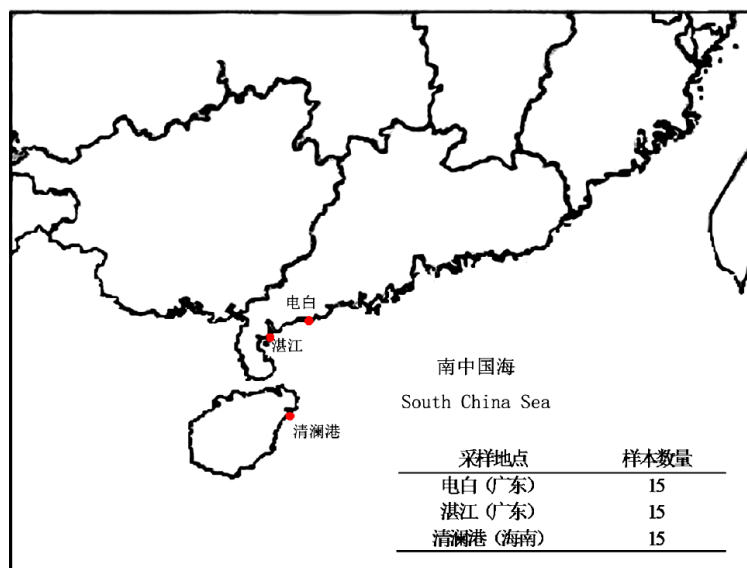 电白
湛江
南中国海
South China Sea
清澜港
采样地点 样本数量
电白（广东） 15
湛江（广东） 15
清澜港（海南） 15